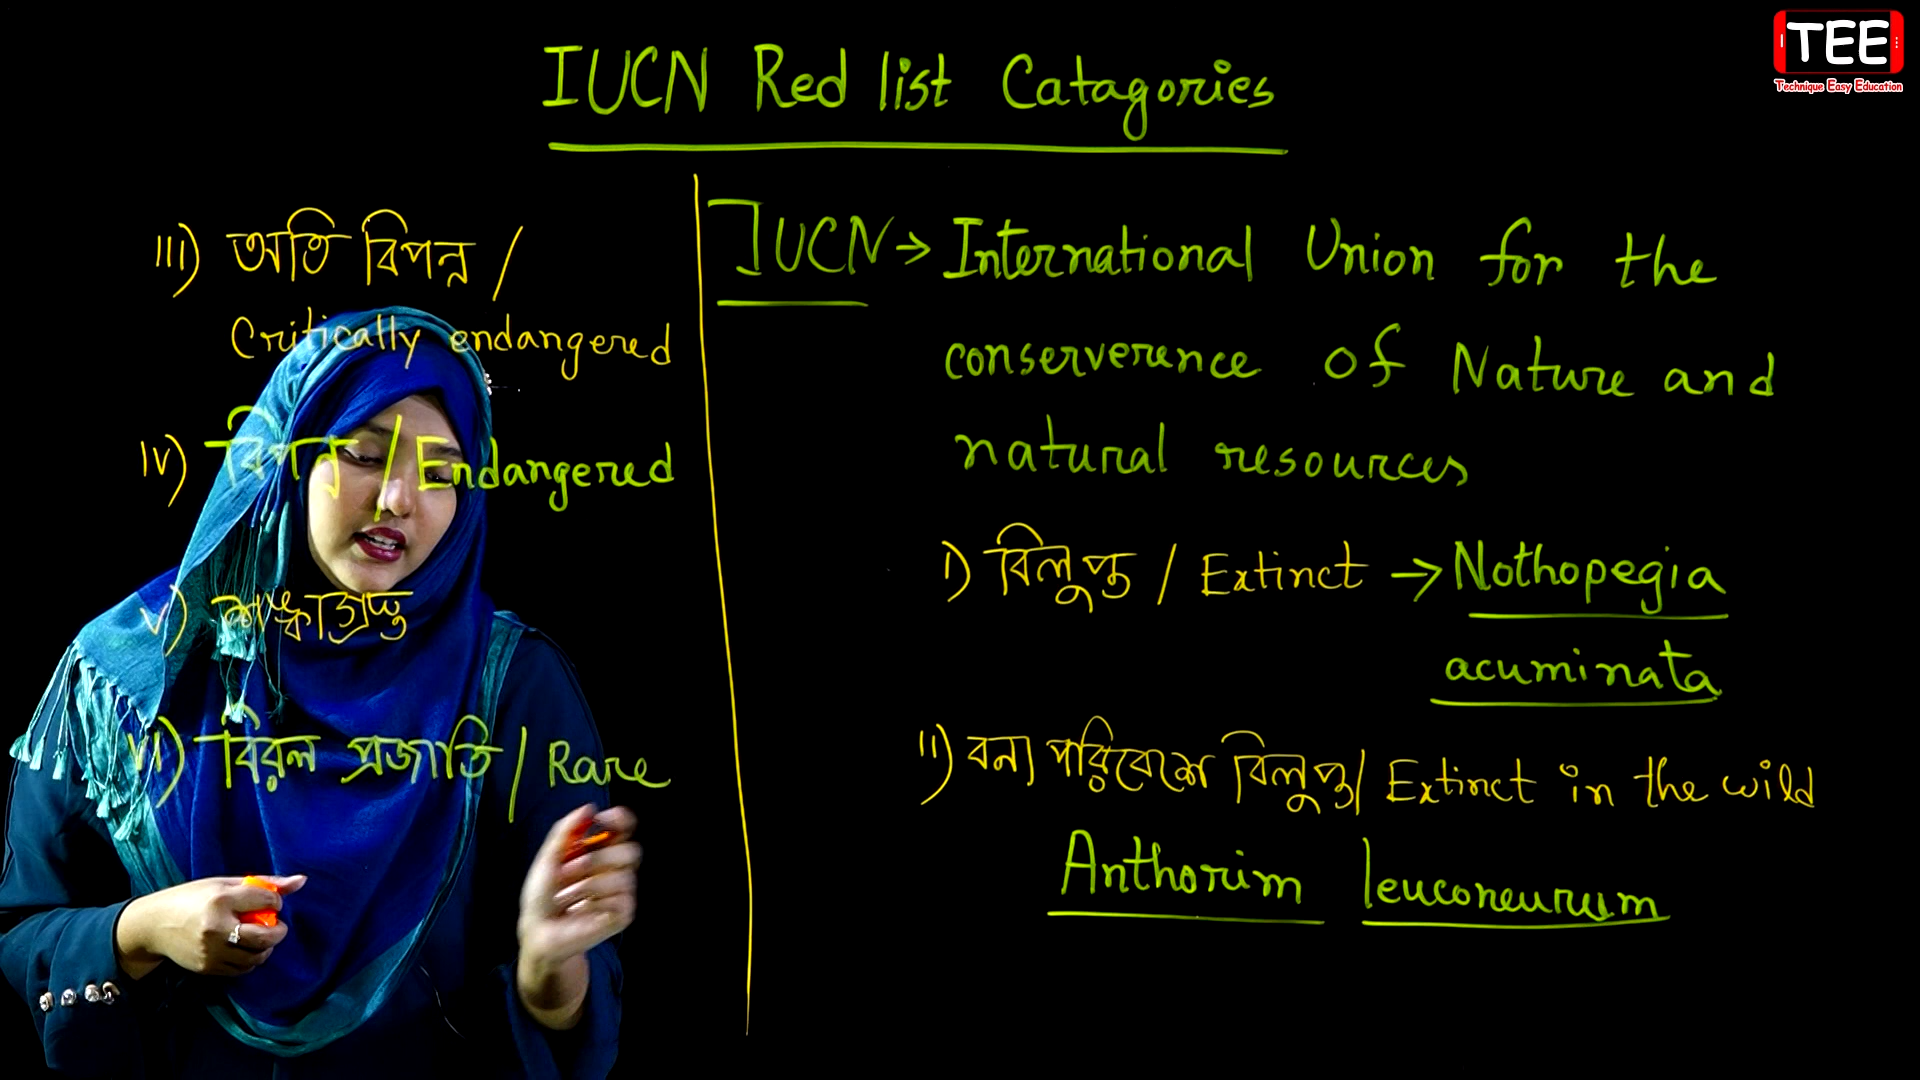 TEE
Technique Easy Education
IUCN Red list Catagories
III) অতি বিপন্ন /
Critically endangered
IV) বিপন্ন / Endangered
V) শঙ্কাগ্রস্ত
VI) বিরল প্রজাতি / Rare
IUCN → International Union for the
conserverence of Nature and
natural resources
I) বিলুপ্ত / Extinct → Nothopegia
acuminata
II) বন্য পরিবেশে বিলুপ্ত / Extinct in the wild
Anthorium leuconeurum